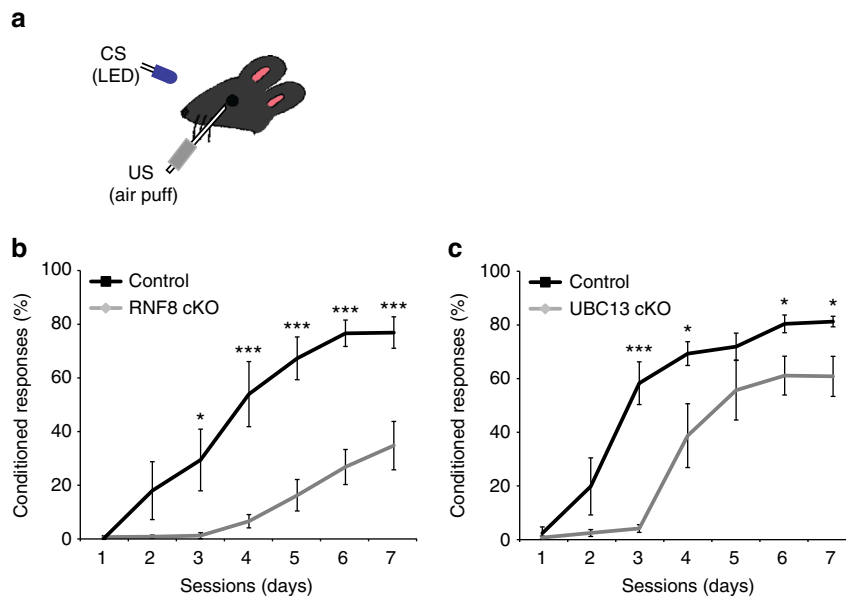 a
CS
(LED)
US
(air puff)
b
Conditioned responses (%)
100
80
60
40
20
0
Control
RNF8 cKO
*
***
***
***
***
1 2 3 4 5 6 7
Sessions (days)
c
Conditioned responses (%)
100
80
60
40
20
0
Control
UBC13 cKO
***
*
*
*
1 2 3 4 5 6 7
Sessions (days)